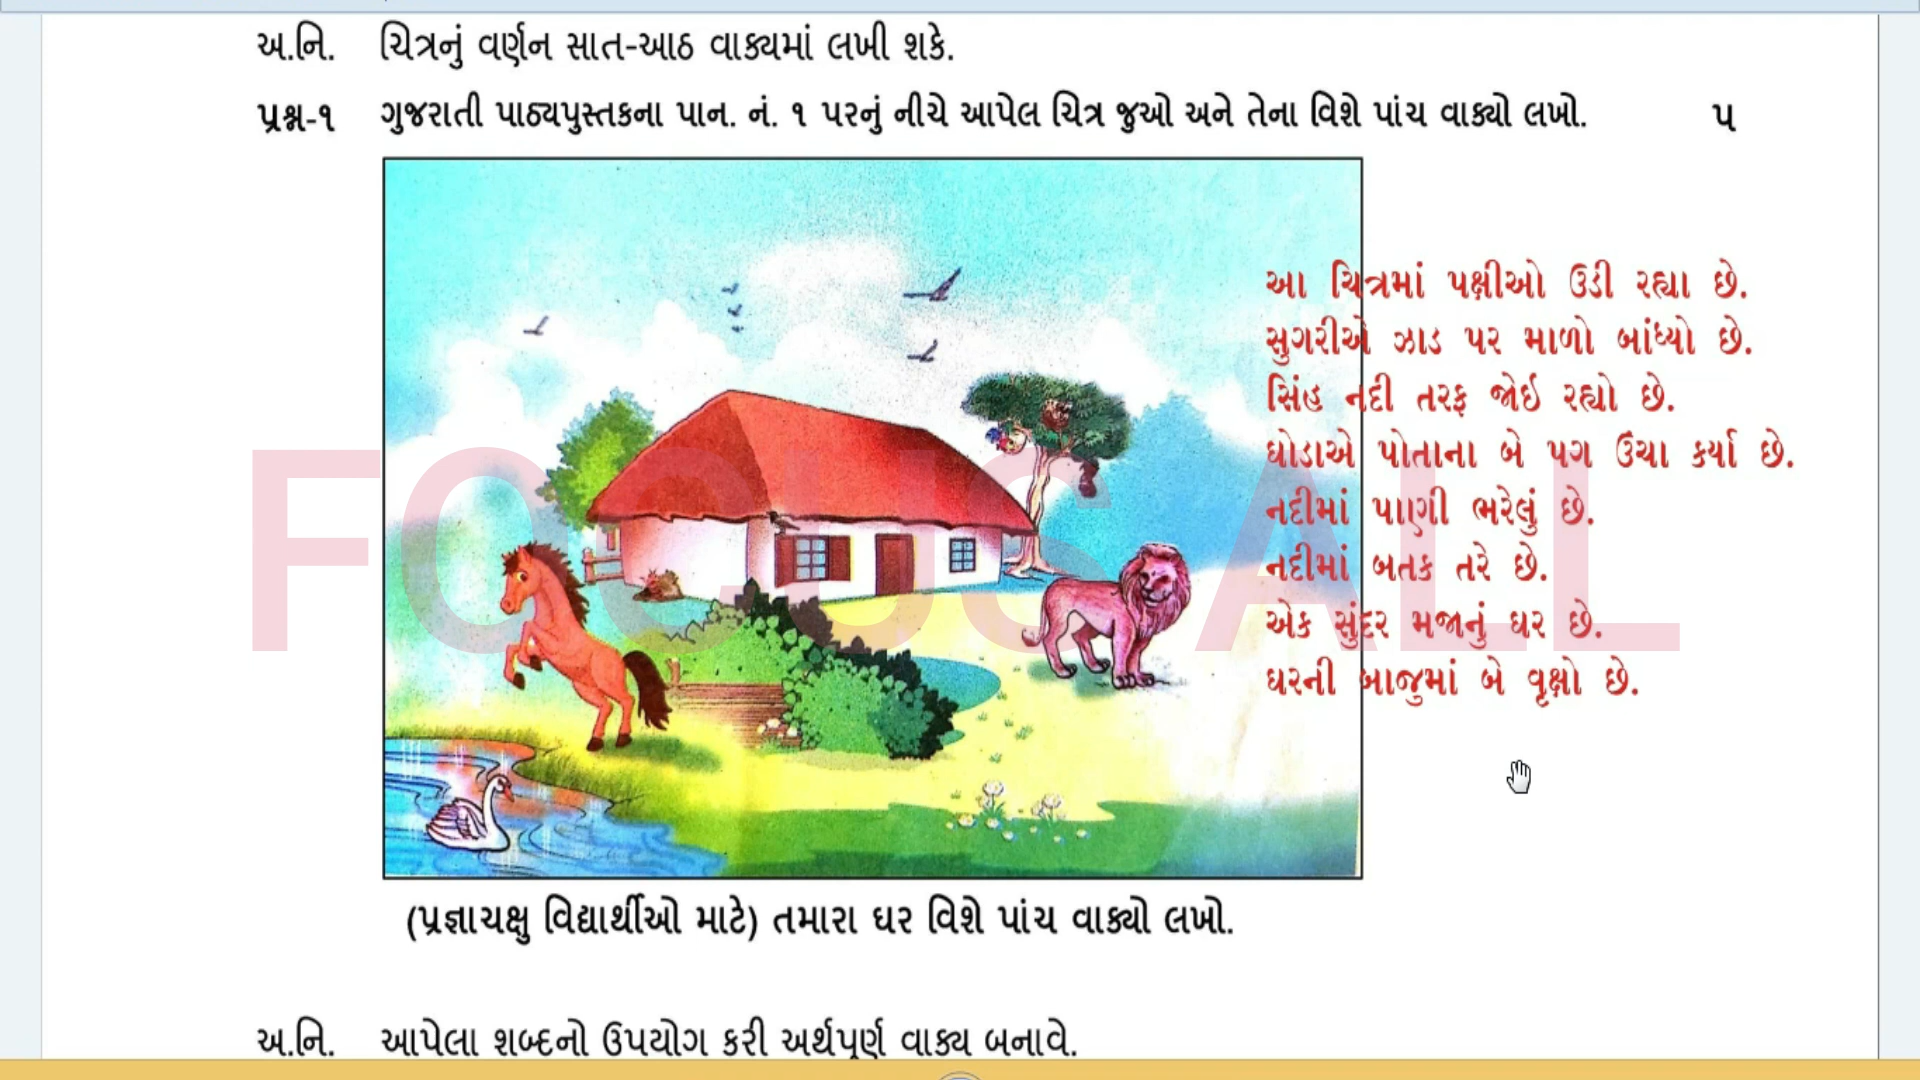 અ.નિ. ચિત્રનું વર્ણન સાત-આઠ વાક્યમાં લખી શકે.
પ્રશ્ન-૧ ગુજરાતી પાઠ્યપુસ્તકના પાન. નં. ૧ પરનું નીચે આપેલ ચિત્ર જુઓ અને તેના વિશે પાંચ વાક્યો લખો. ૫
આ ચિત્રમાં પક્ષીઓ ઉડી રહ્યા છે.
સુગરીએ ઝાડ પર માળો બાંધ્યો છે.
સિંહ નદી તરફ જોઈ રહ્યો છે.
ઘોડાએ પોતાના બે પગ ઉંચા કર્યા છે.
નદીમાં પાણી ભરેલું છે.
નદીમાં બતક તરે છે.
એક સુંદર મજાનું ઘર છે.
ઘરની બાજુમાં બે વૃક્ષો છે.
FOCUS ALL
(પ્રજ્ઞાચક્ષુ વિદ્યાર્થીઓ માટે) તમારા ઘર વિશે પાંચ વાક્યો લખો.
અ.નિ. આપેલા શબ્દનો ઉપયોગ કરી અર્થપૂર્ણ વાક્ય બનાવે.